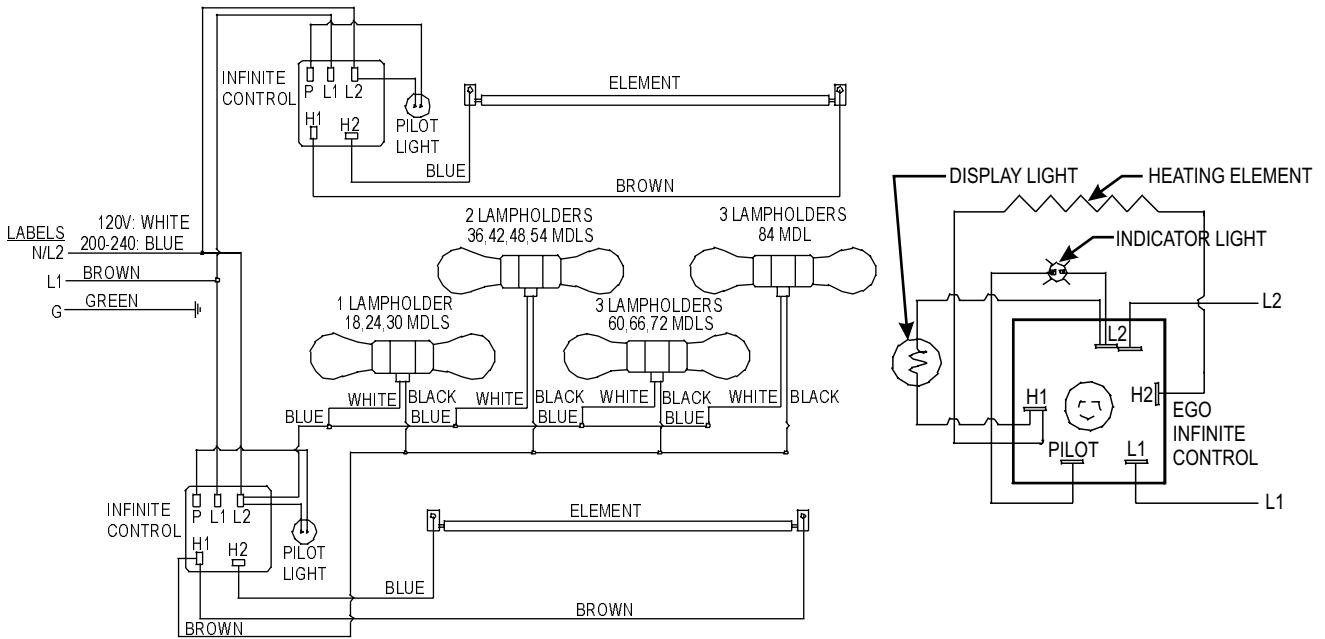 INFINITE
CONTROL
P L1 L2
H1
H2
PILOT
LIGHT
ELEMENT
BLUE
BROWN
LABELS
120V: WHITE
200-240: BLUE
N/L2
L1
BROWN
G
GREEN
2 LAMPHOLDERS
36,42,48,54 MDLS
3 LAMPHOLDERS
84 MDL
1 LAMPHOLDER
18,24,30 MDLS
3 LAMPHOLDERS
60,66,72 MDLS
WHITE BLACK WHITE BLACK WHITE BLACK WHITE BLACK
BLUE BLUE BLUE BLUE
INFINITE
CONTROL
P L1 L2
H1
H2
PILOT
LIGHT
ELEMENT
BLUE
BROWN
BROWN
DISPLAY LIGHT
HEATING ELEMENT
INDICATOR LIGHT
L2
L2
H1
H2
EGO
INFINITE
CONTROL
PILOT
L1
L1